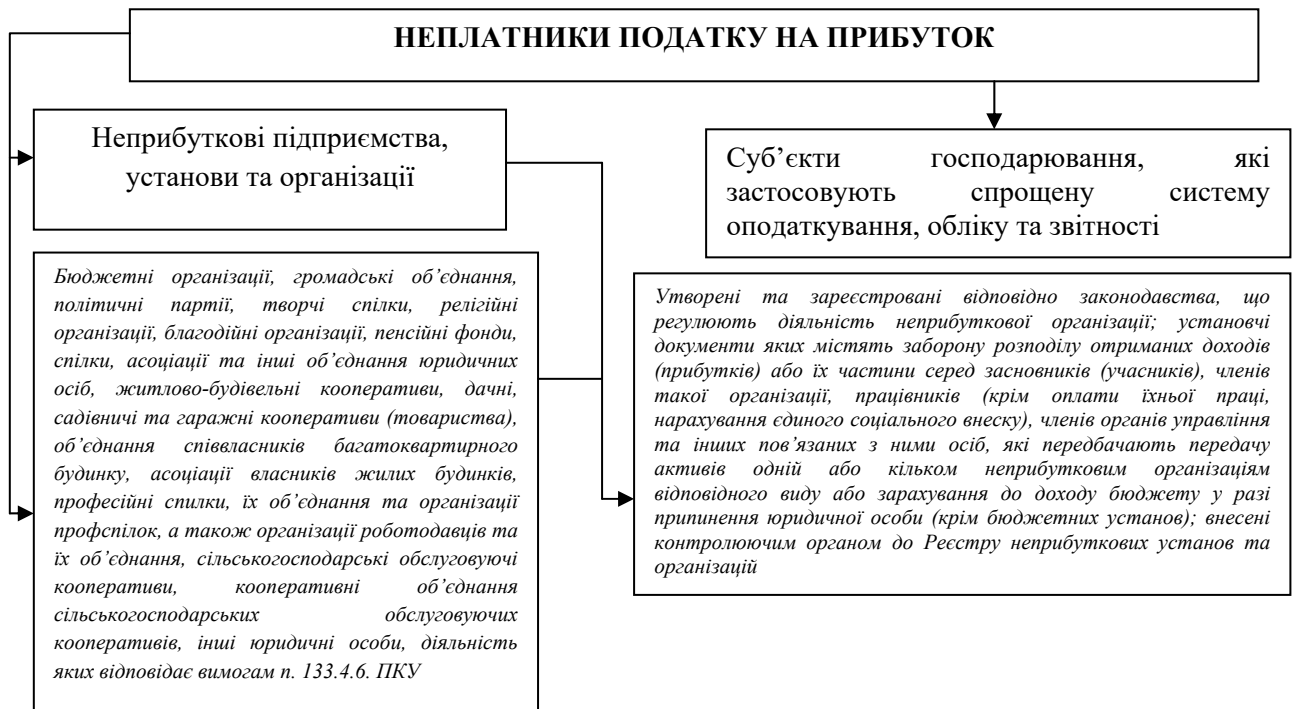 НЕПЛАТНИКИ ПОДАТКУ НА ПРИБУТОК
Неприбуткові підприємства,
установи та організації
Суб’єкти господарювання, які
застосовують спрощену систему
оподаткування, обліку та звітності
Бюджетні організації, громадські об’єднання,
політичні партії, творчі спілки, релігійні
організації, благодійні організації, пенсійні фонди,
спілки, асоціації та інші об’єднання юридичних
осіб, житлово-будівельні кооперативи, дачні,
садівничі та гаражні кооперативи (товариства),
об’єднання співвласників багатоквартирного
будинку, асоціації власників жилих будинків,
професійні спилки, їх об’єднання та організації
профспілок, а також організації роботодавців та
їх об’єднання, сільськогосподарські обслуговуючі
кооперативи, кооперативні об’єднання
сільськогосподарських обслуговуючих
кооперативів, інші юридичні особи, діяльність
яких відповідає вимогам п. 133.4.6. ПКУ
Утворені та зареєстровані відповідно законодавства, що
регулюють діяльність неприбуткової організації; установчі
документи яких містять заборону розподілу отриманих доходів
(прибутків) або їх частини серед засновників (учасників), членів
такої організації, працівників (крім оплати їхньої праці,
нарахування єдиного соціального внеску), членів органів управління
та інших пов’язаних з ними осіб, які передбачають передачу
активів одній або кільком неприбутковим організаціям
відповідного виду або зарахування до доходу бюджету у разі
припинення юридичної особи (крім бюджетних установ); внесені
контролюючим органом до Реєстру неприбуткових установ та
організацій